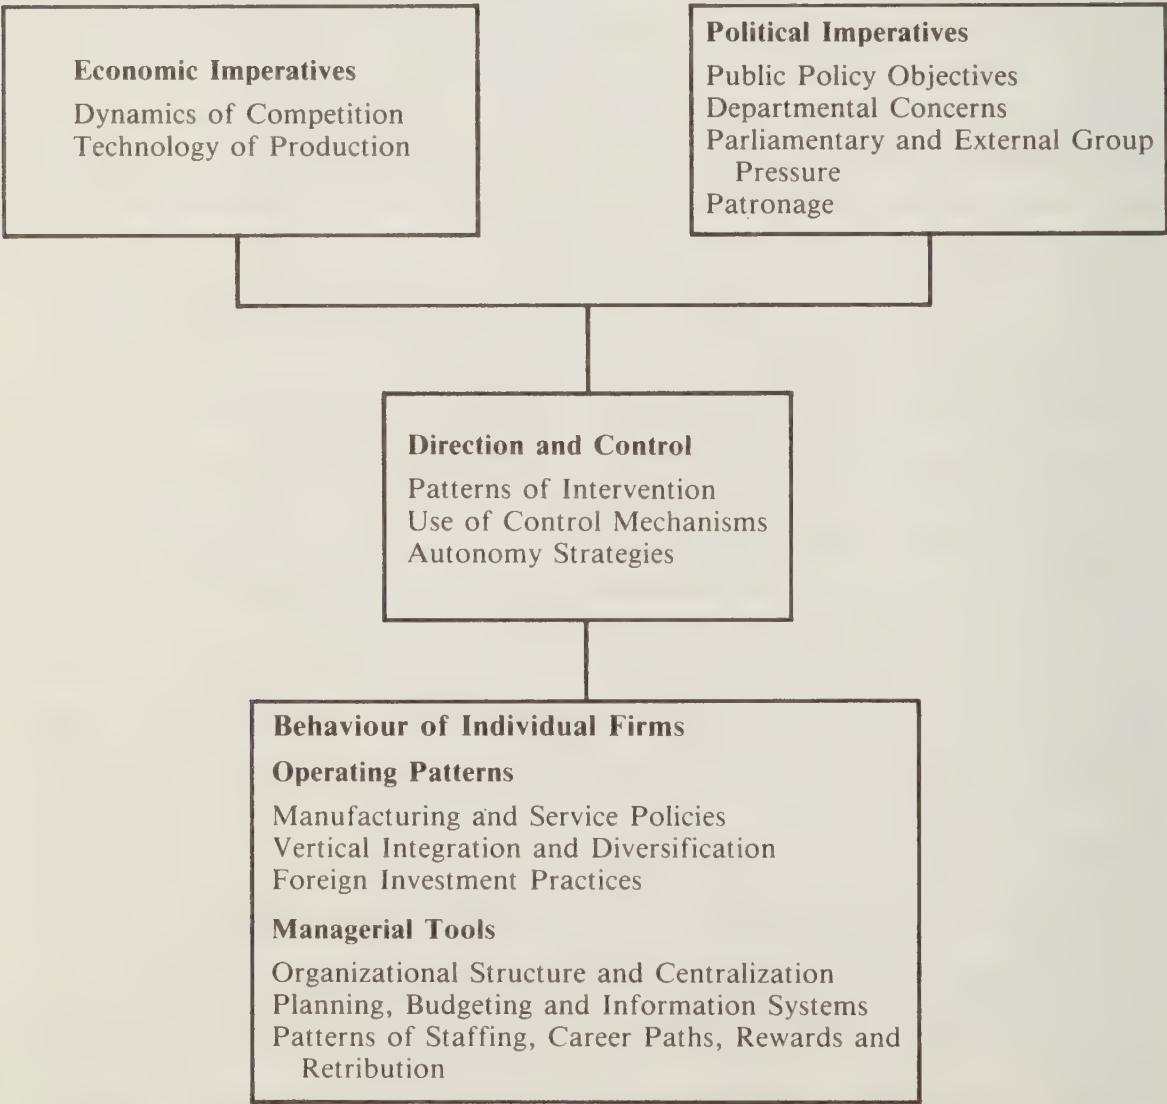 Economic Imperatives
Dynamics of Competition
Technology of Production
Political Imperatives
Public Policy Objectives
Departmental Concerns
Parliamentary and External Group
Pressure
Patronage
Direction and Control
Patterns of Intervention
Use of Control Mechanisms
Autonomy Strategies
Behaviour of Individual Firms
Operating Patterns
Manufacturing and Service Policies
Vertical Integration and Diversification
Foreign Investment Practices
Managerial Tools
Organizational Structure and Centralization
Planning, Budgeting and Information Systems
Patterns of Staffing, Career Paths, Rewards and
Retribution